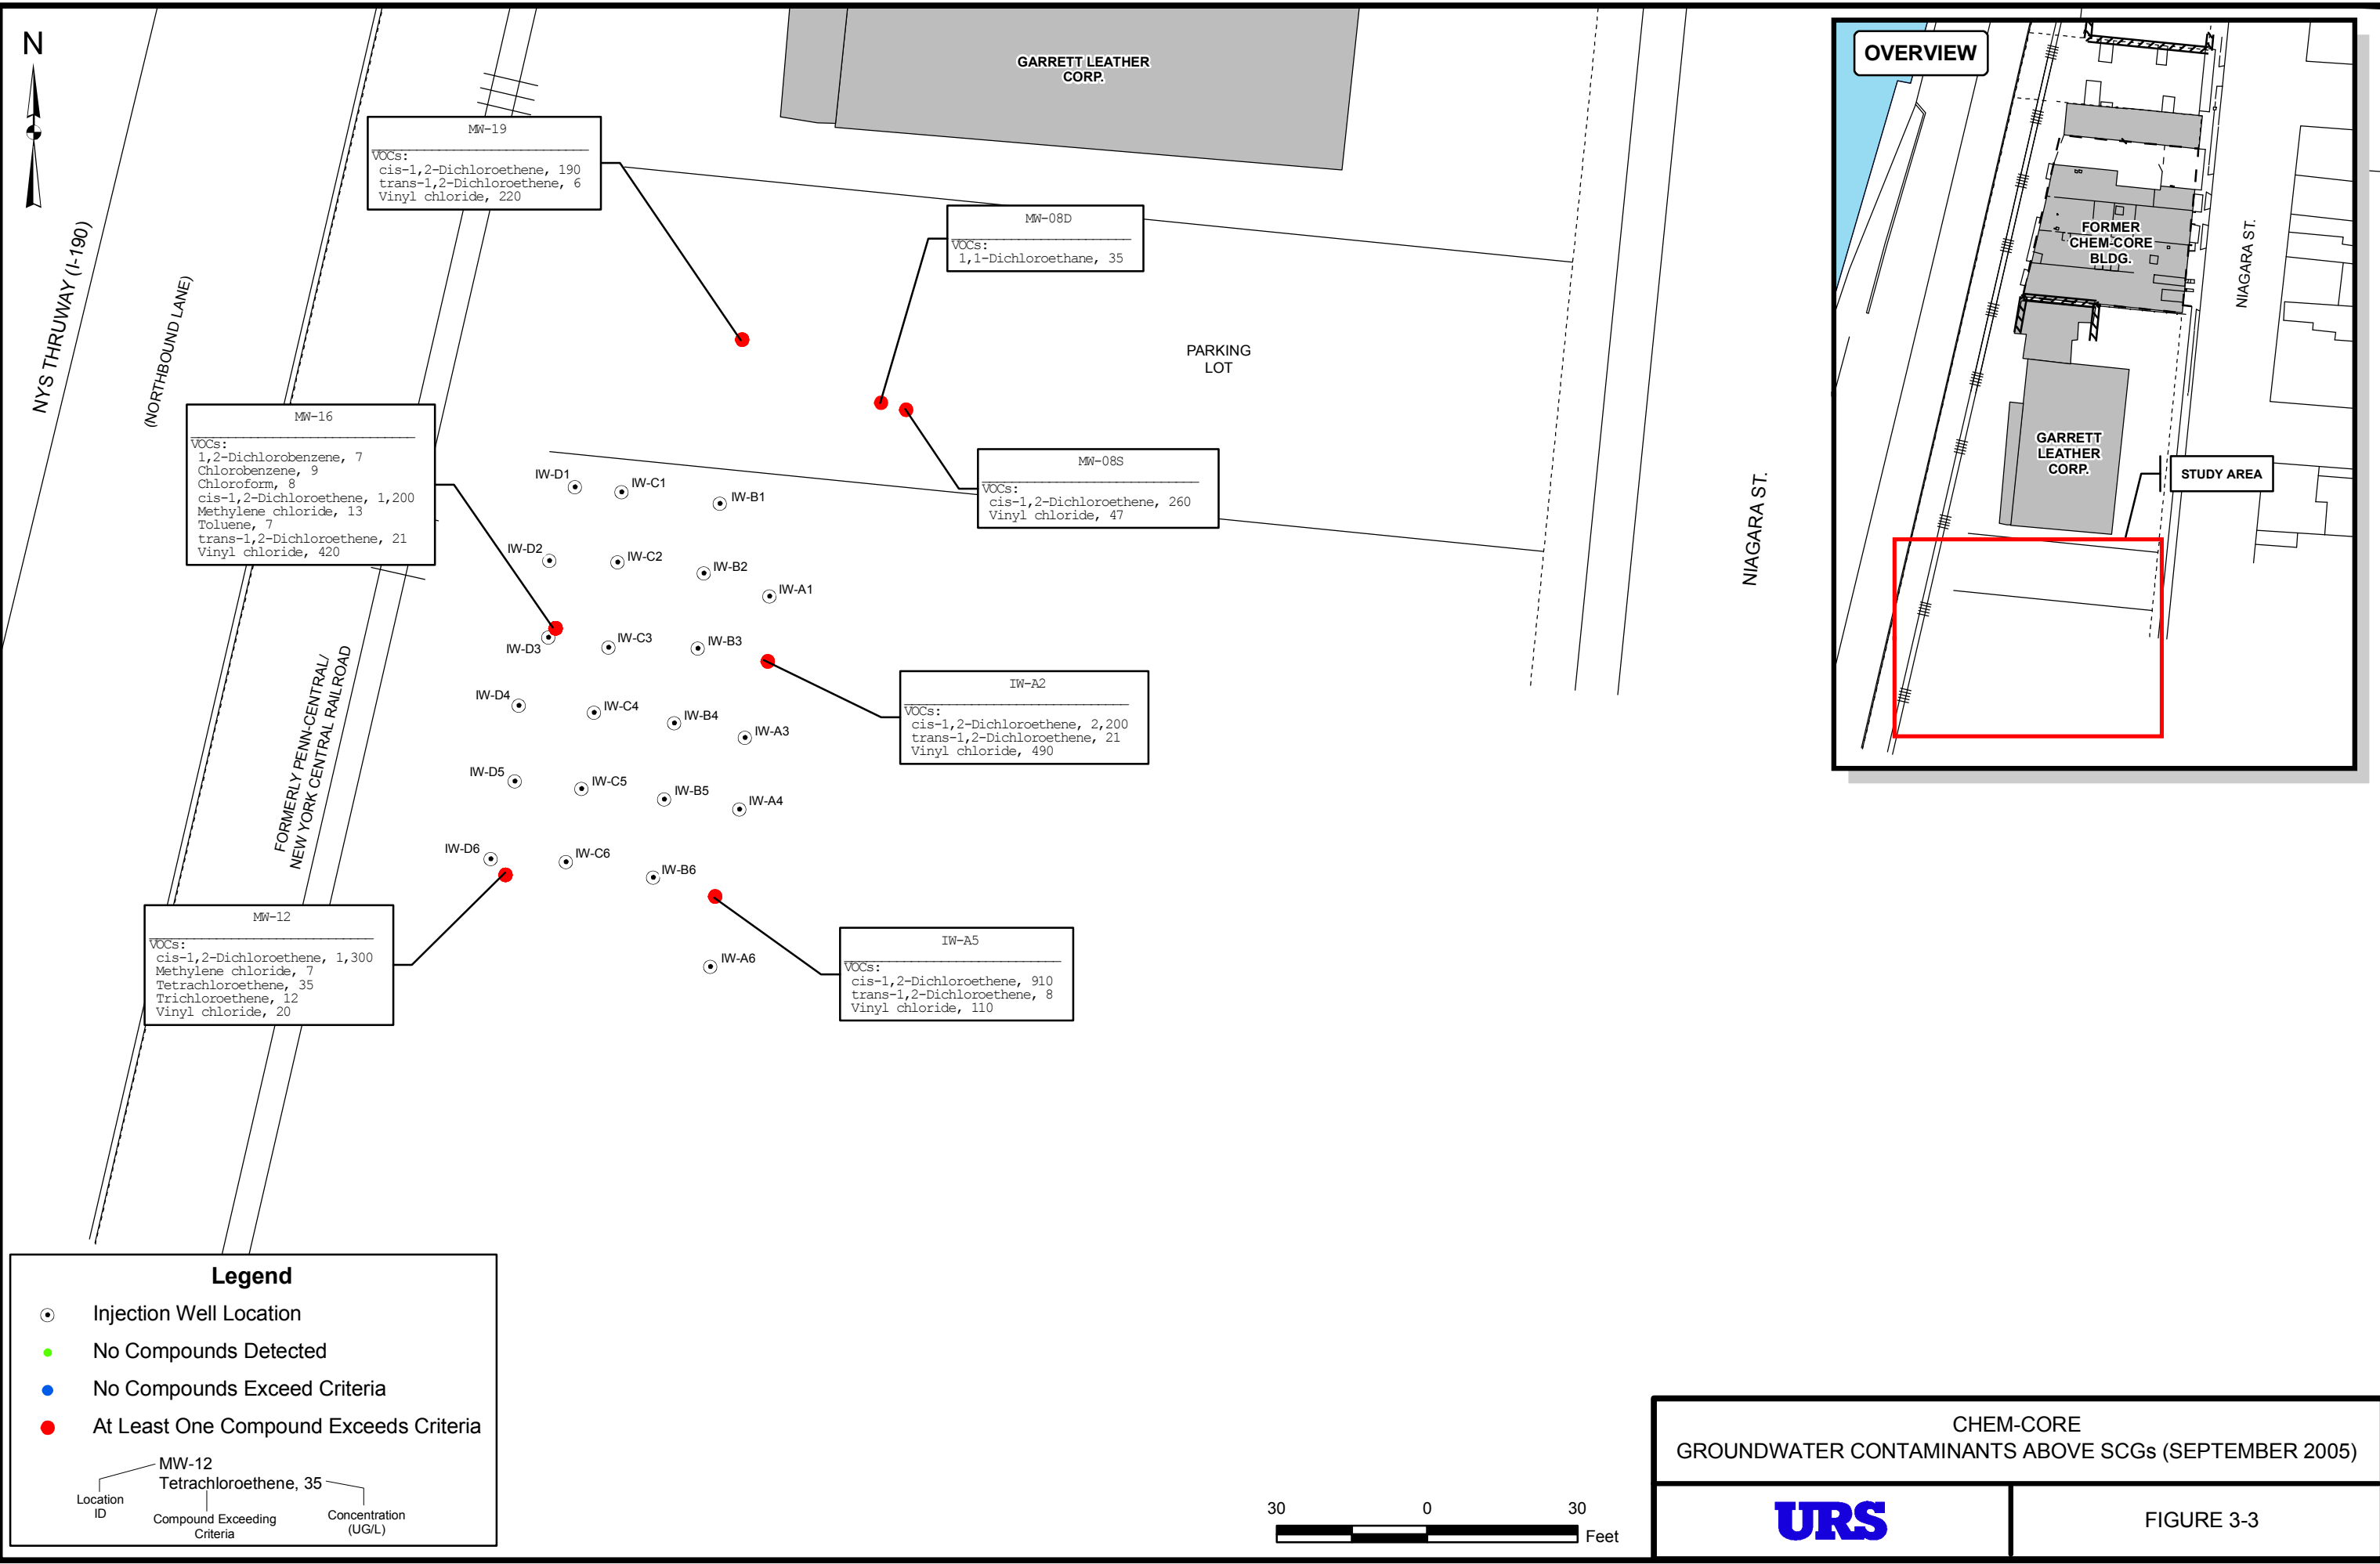 N
GARRETT LEATHER
CORP.
MW-19
VOCs:
cis-1,2-Dichloroethene, 190
trans-1,2-Dichloroethene, 6
Vinyl chloride, 220
MW-08D
VOCs:
1,1-Dichloroethane, 35
NYS THRUWAY (I-190)
(NORTHBOUND LANE)
PARKING
LOT
MW-16
VOCs:
1,2-Dichlorobenzene, 7
Chlorobenzene, 9
Chloroform, 8
cis-1,2-Dichloroethene, 1,200
Methylene chloride, 13
Toluene, 7
trans-1,2-Dichloroethene, 21
Vinyl chloride, 420
MW-08S
VOCs:
cis-1,2-Dichloroethene, 260
Vinyl chloride, 47
NIAGARA ST.
IW-D1
IW-C1
IW-B1
IW-D2
IW-C2
IW-B2
IW-A1
IW-D3
IW-C3
IW-B3
IW-A2
VOCs:
cis-1,2-Dichloroethene, 2,200
trans-1,2-Dichloroethene, 21
Vinyl chloride, 490
IW-D4
IW-C4
IW-B4
IW-A3
FORMERLY PENN-CENTRAL/
NEW YORK CENTRAL RAILROAD
IW-D5
IW-C5
IW-B5
IW-A4
IW-D6
IW-C6
IW-B6
MW-12
VOCs:
cis-1,2-Dichloroethene, 1,300
Methylene chloride, 7
Tetrachloroethene, 35
Trichloroethene, 12
Vinyl chloride, 20
IW-A6
IW-A5
VOCs:
cis-1,2-Dichloroethene, 910
trans-1,2-Dichloroethene, 8
Vinyl chloride, 110
OVERVIEW
FORMER
CHEM-CORE
BLDG.
NIAGARA ST.
GARRETT
LEATHER
CORP.
STUDY AREA
Legend
Injection Well Location
No Compounds Detected
No Compounds Exceed Criteria
At Least One Compound Exceeds Criteria
MW-12
Tetrachloroethene, 35
Location
ID
Compound Exceeding
Criteria
Concentration
(UG/L)
30 0 30
Feet
CHEM-CORE
GROUNDWATER CONTAMINANTS ABOVE SCGs (SEPTEMBER 2005)
URS
FIGURE 3-3